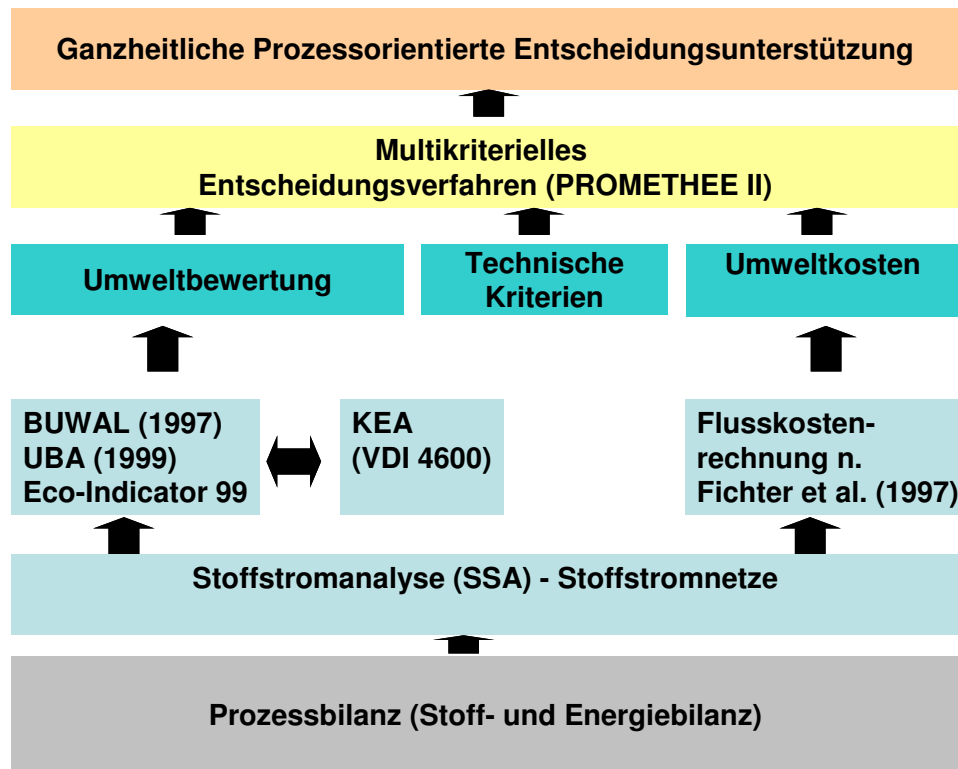 Ganzheitliche Prozessorientierte Entscheidungsunterstützung
Multikriterielles
Entscheidungsverfahren (PROMETHEE II)
Umweltbewertung
Technische
Kriterien
Umweltkosten
BUWAL (1997)
UBA (1999)
Eco-Indicator 99
KEA
(VDI 4600)
Flusskosten-
rechnung n.
Fichter et al. (1997)
Stoffstromanalyse (SSA) - Stoffstromnetze
Prozessbilanz (Stoff- und Energiebilanz)